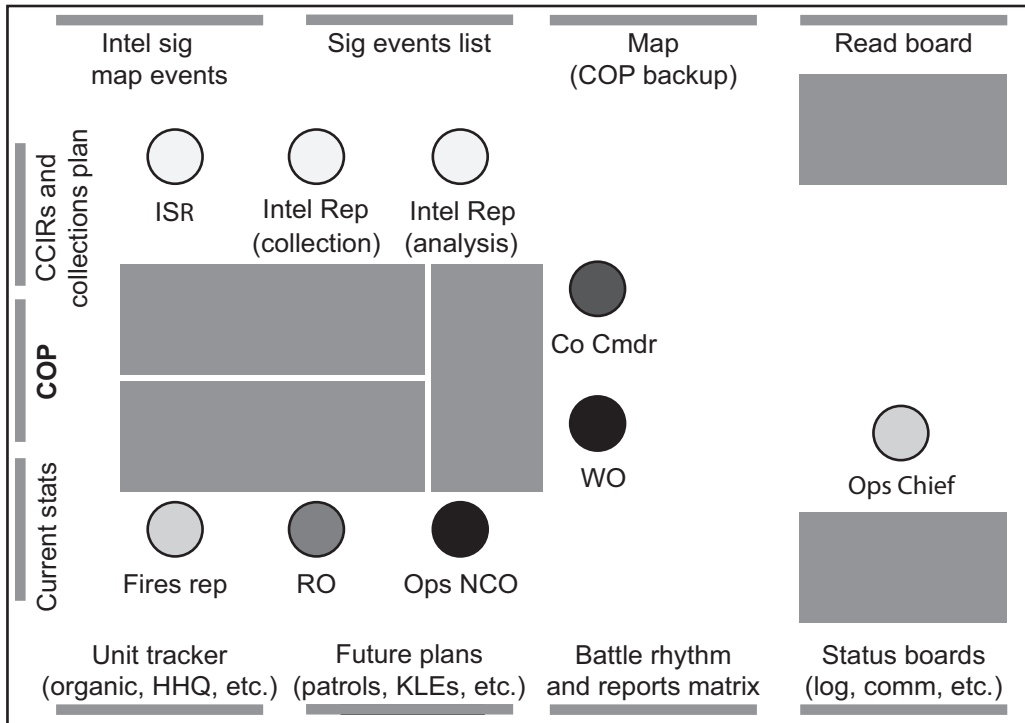 Intel sig
map events
Sig events list
Map
(COP backup)
Read board
CCIRs and
collections plan
COP
Current stats
ISR
Intel Rep
(collection)
Intel Rep
(analysis)
Co Cmdr
WO
Ops Chief
Fires rep
RO
Ops NCO
Unit tracker
(organic, HHQ, etc.)
Future plans
(patrols, KLEs, etc.)
Battle rhythm
and reports matrix
Status boards
(log, comm, etc.)